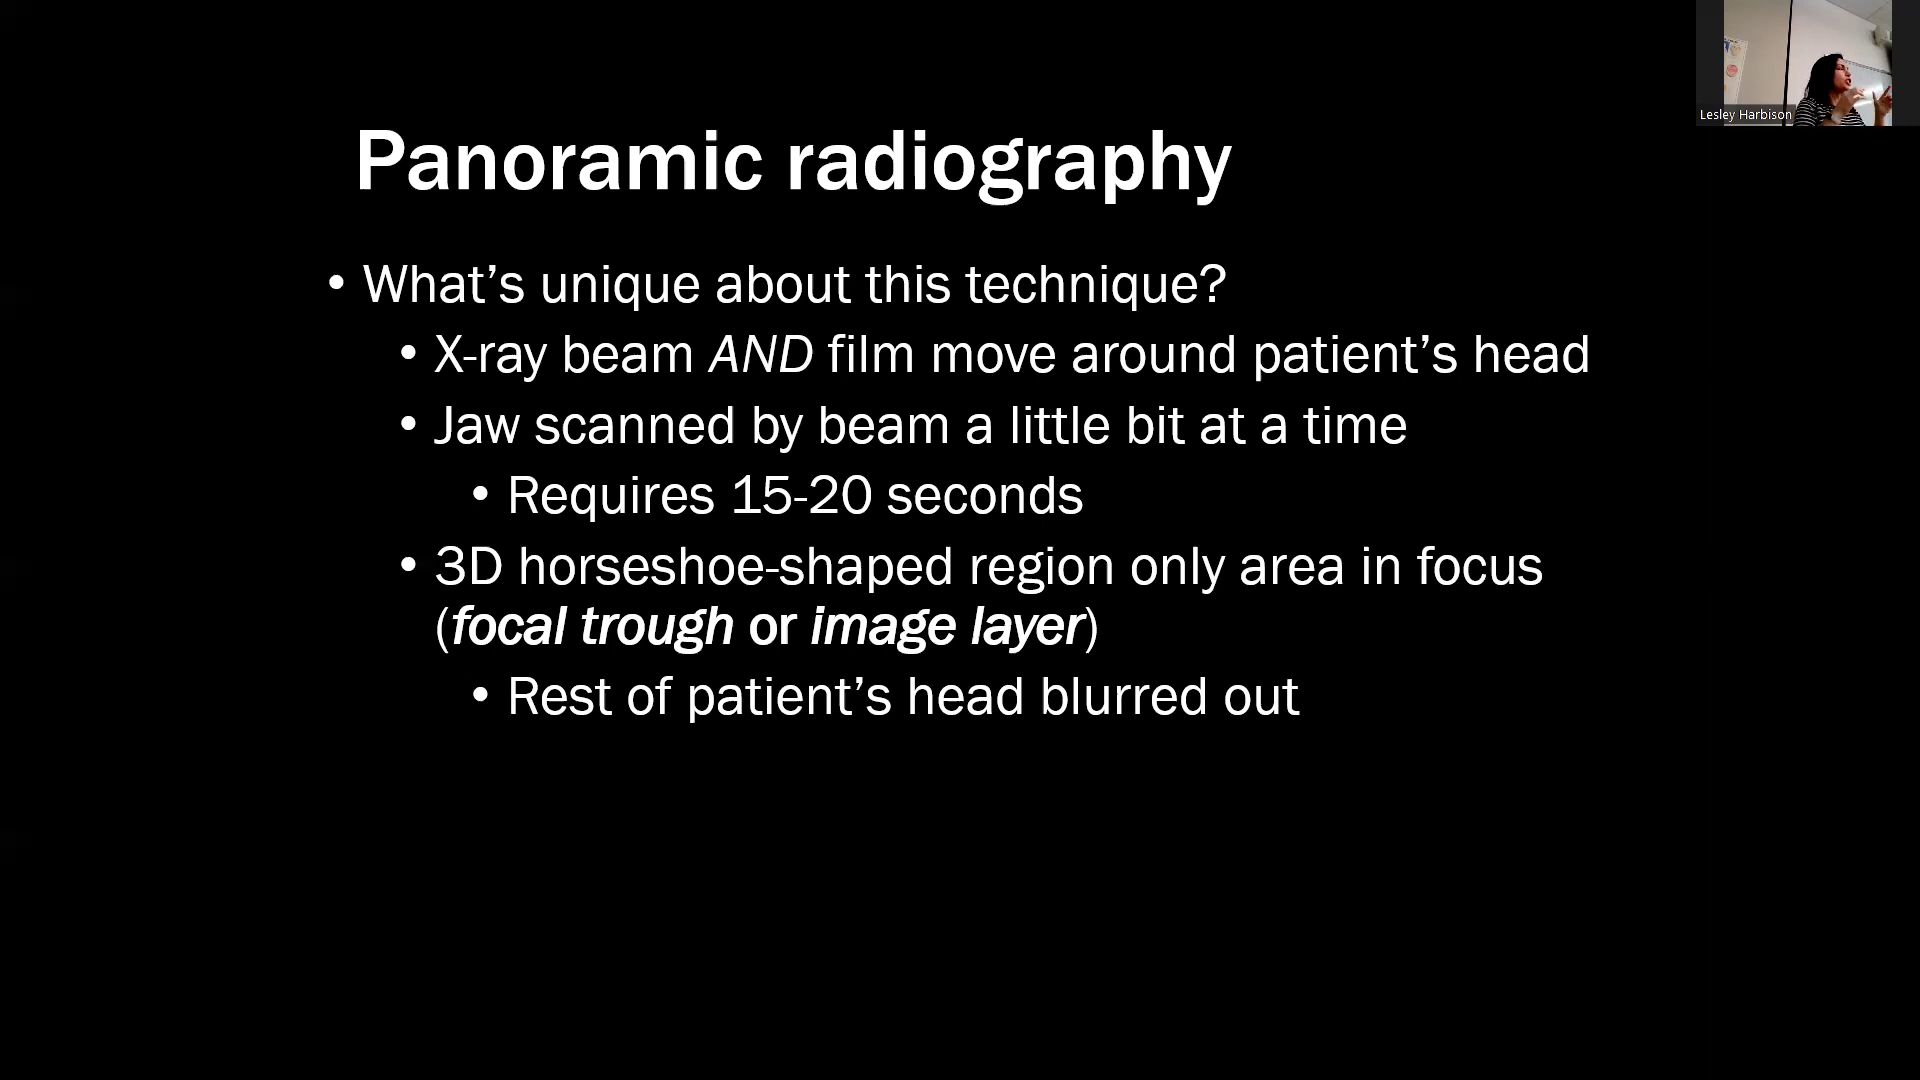 Lesley Harbison
Panoramic radiography
• What’s unique about this technique?
• X-ray beam AND film move around patient’s head
• Jaw scanned by beam a little bit at a time
• Requires 15-20 seconds
• 3D horseshoe-shaped region only area in focus
(focal trough or image layer)
• Rest of patient’s head blurred out